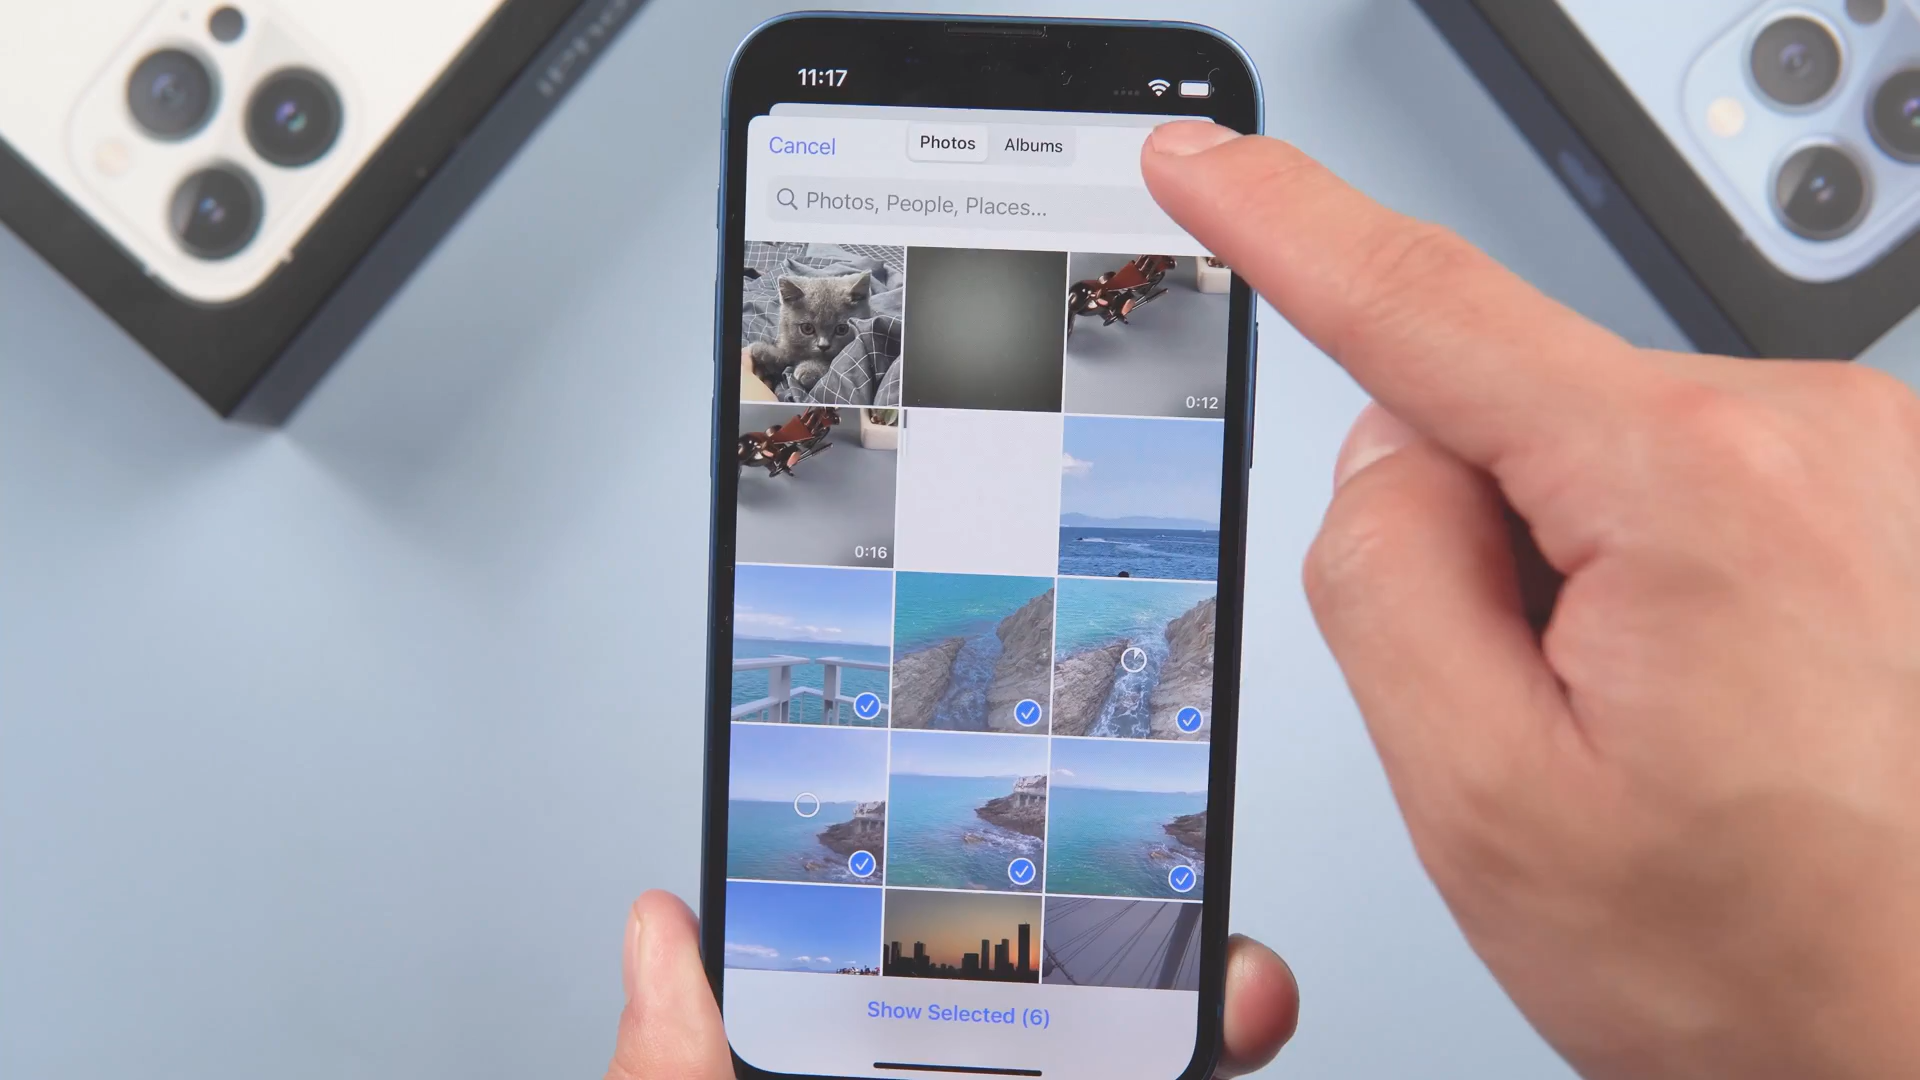 11:17
Cancel
Photos
Albums
Photos, People, Places...
0:12
0:16
Show Selected (6)